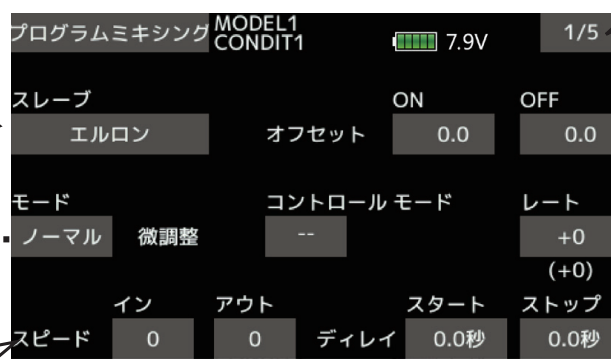 プログラムミキシング MODEL1 CONDIT1 7.9V 1/5
スレーブ ON OFF
エルロン オフセット 0.0 0.0
モード コントロール モード レート
ノーマル 微調整 -- +0
(+0)
イン アウト スタート ストップ
スピード 0 0 ディレイ 0.0秒 0.0秒